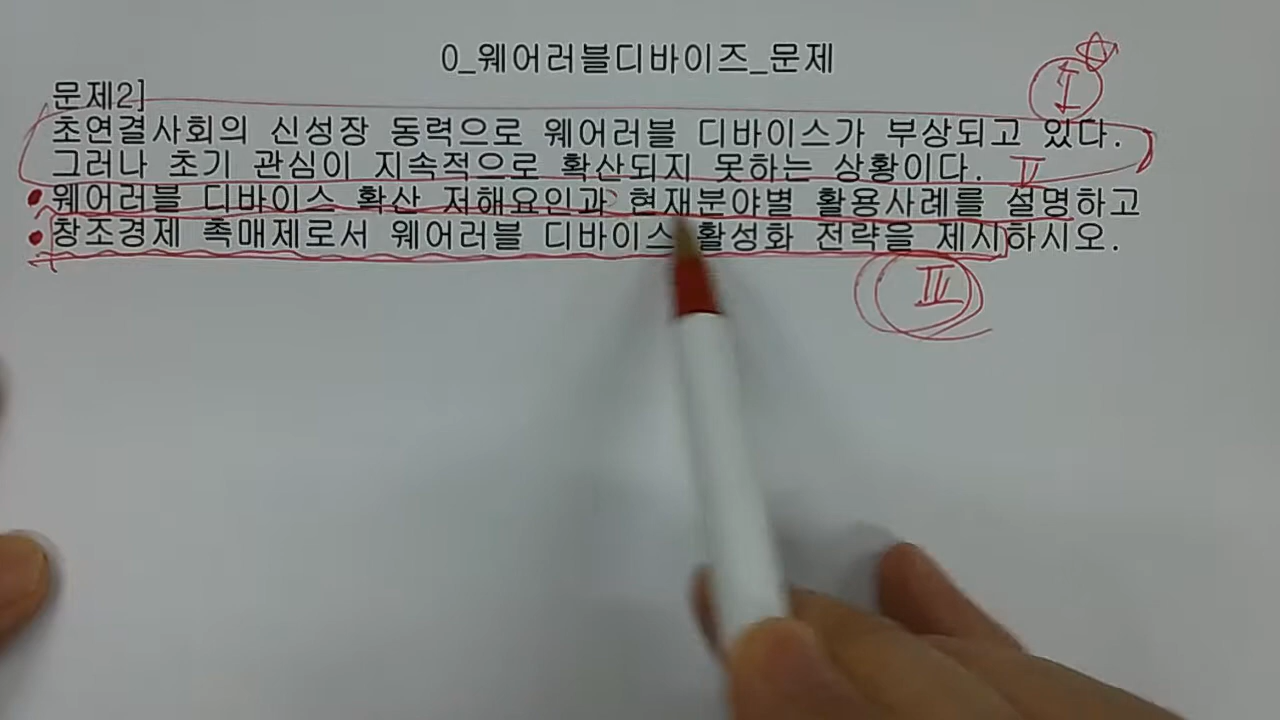 0_웨어러블디바이즈_문제
I
문제2]
초연결사회의 신성장 동력으로 웨어러블 디바이스가 부상되고 있다.
그러나 초기 관심이 지속적으로 확산되지 못하는 상황이다.
II
웨어러블 디바이스 확산 저해요인과 현재분야별 활용사례를 설명하고
창조경제 촉매제로서 웨어러블 디바이스 활성화 전략을 제시하시오.
III